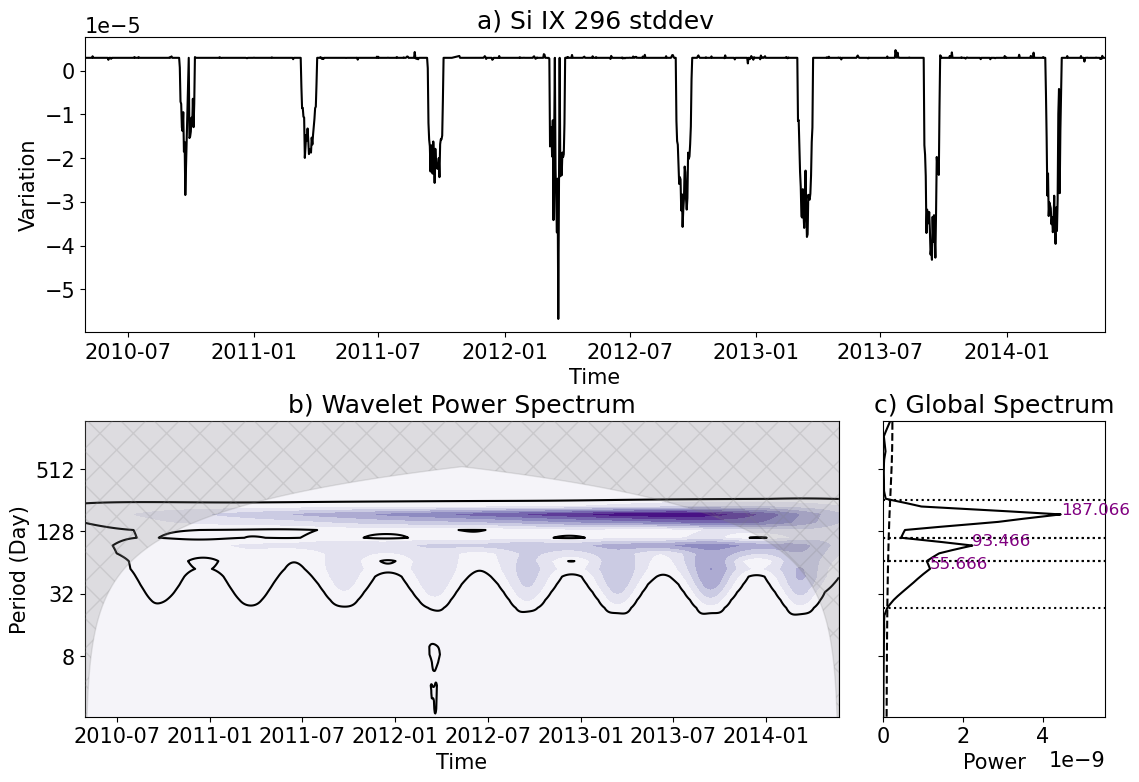 a) Si IX 296 stddev
1e−5
0
−1
−2
−3
−4
−5
Variation
2010-07 2011-01 2011-07 2012-01 2012-07 2013-01 2013-07 2014-01
Time
b) Wavelet Power Spectrum
512
128
32
8
Period (Day)
2010-07 2011-01 2011-07 2012-01 2012-07 2013-01 2013-07 2014-01
Time
c) Global Spectrum
187.066
93.466
55.666
0 2 4
1e−9
Power